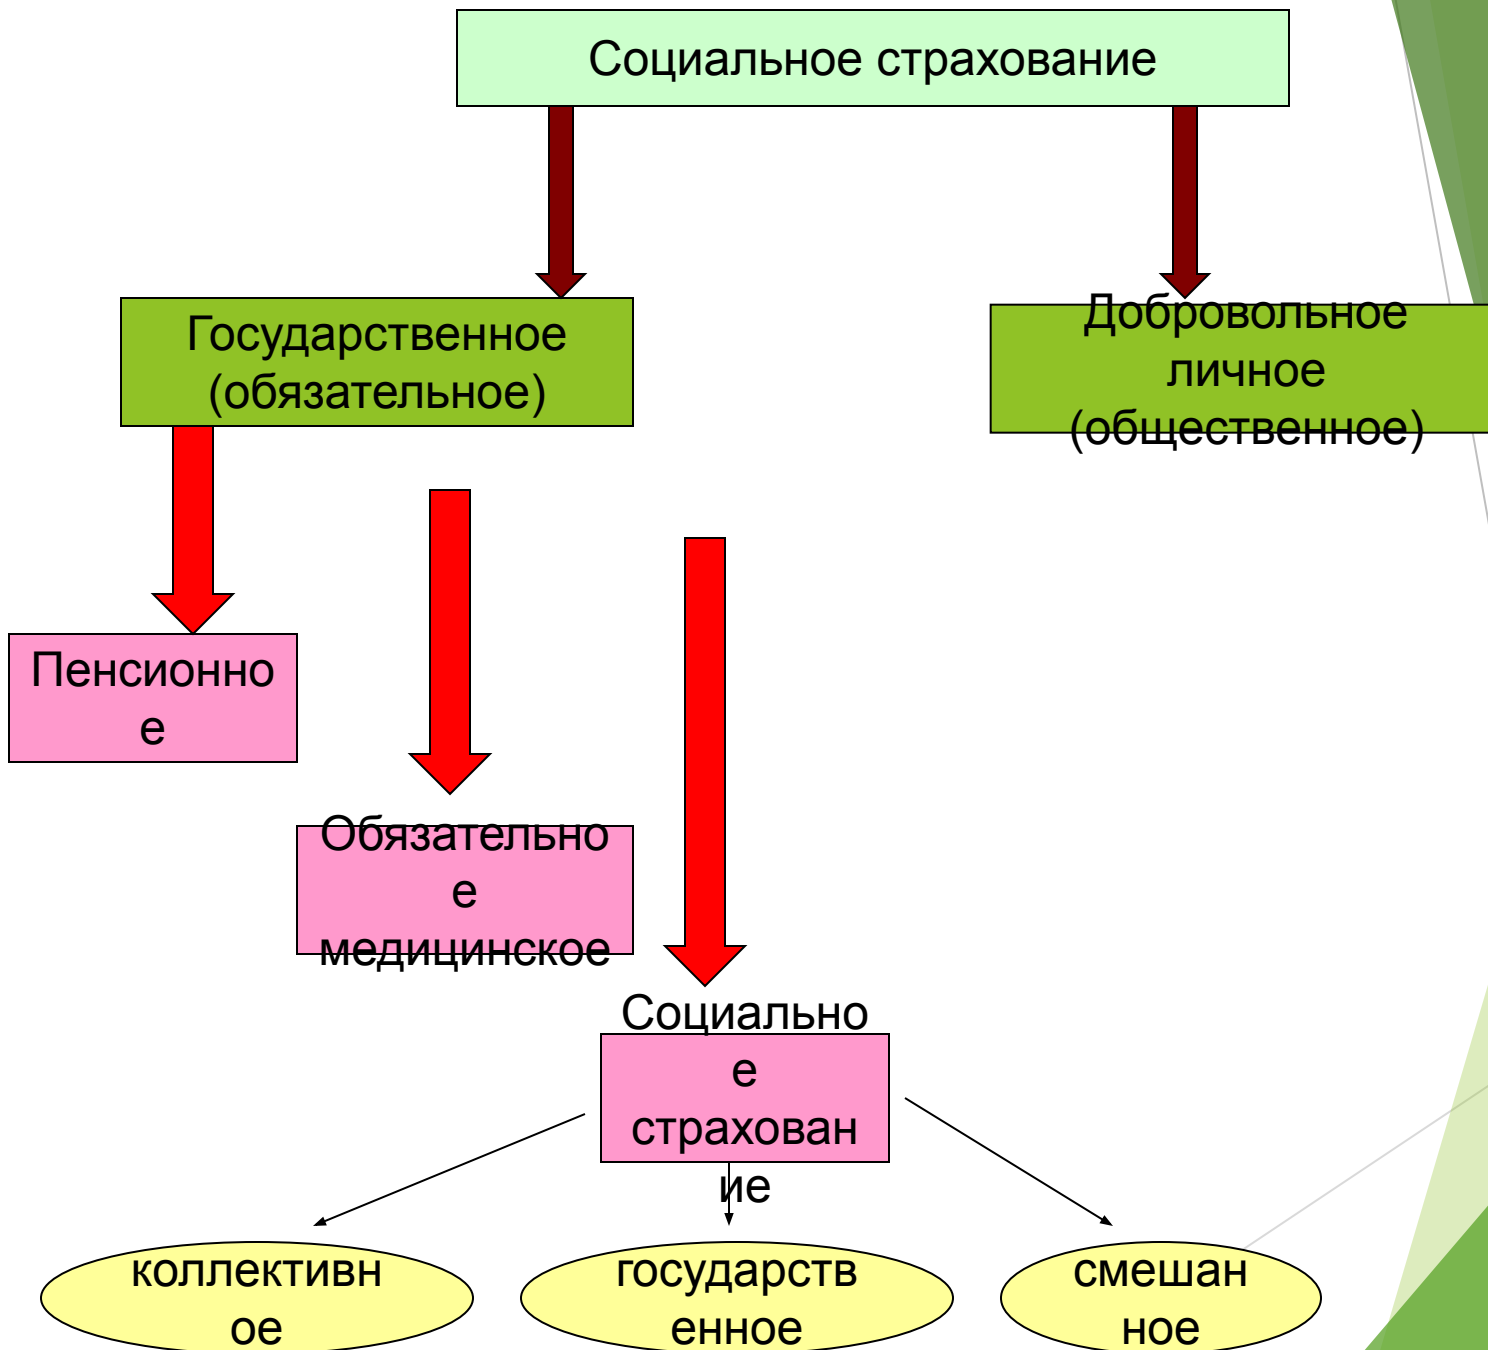 Социальное страхование
Государственное
(обязательное)
Добровольное
личное
(общественное)
Пенсионно
е
Обязательно
е
медицинское
Социально
е
страхован
ие
коллективн
ое
государств
енное
смешан
ное